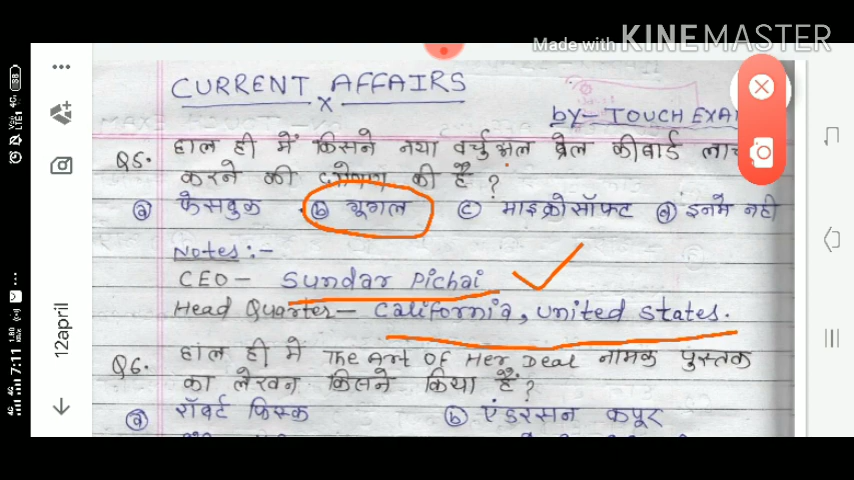 Made with KINEMASTER
CURRENT AFFAIRS
by- TOUCH EXA
Q5. हाल ही में किसने नया वर्चुअल ब्रेल कीबोर्ड
करने की घोषणा की है ?
ⓐ फेसबुक ⓑ गूगल ⓒ माइक्रोसॉफ्ट ⓓ इनमे नही
Notes:-
CEO- Sundar Pichai
Head Quarter- California, United States.
Q6. हाल ही मे The Art Of Her Deal नामक पुस्तक
का लेखन किसने किया है?
ⓐ रॉबर्ट फिस्क ⓑ एंडरसन कपूर
12april
7:11